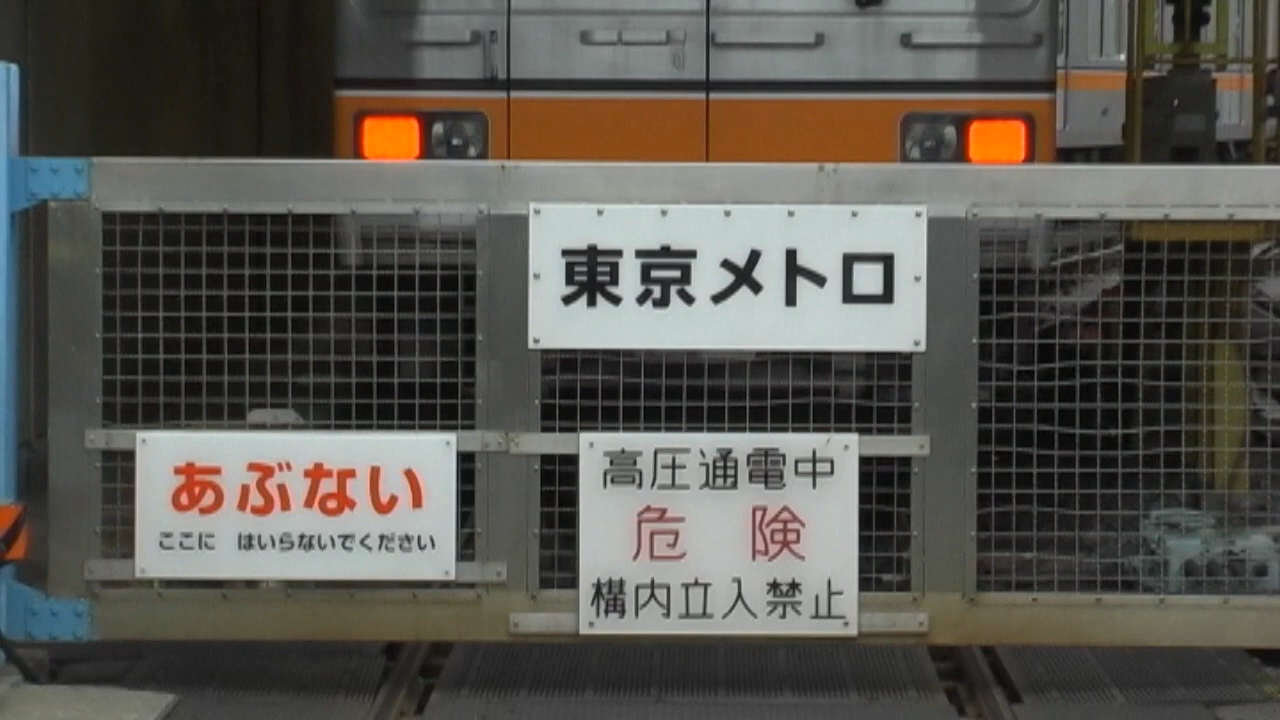 東京メトロ
あぶない
ここに はいらないでください
高圧通電中
危 険
構内立入禁止